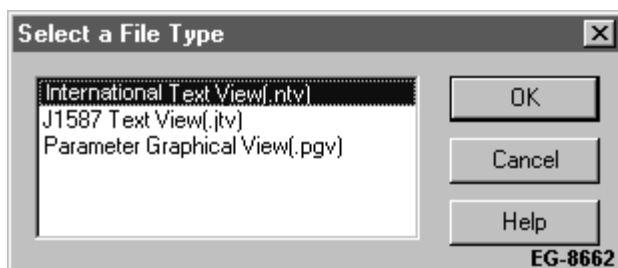 Select a File Type
International Text View(.ntv)
J1587 Text View(.jtv)
Parameter Graphical View(.pgv)
OK
Cancel
Help
EG-8662